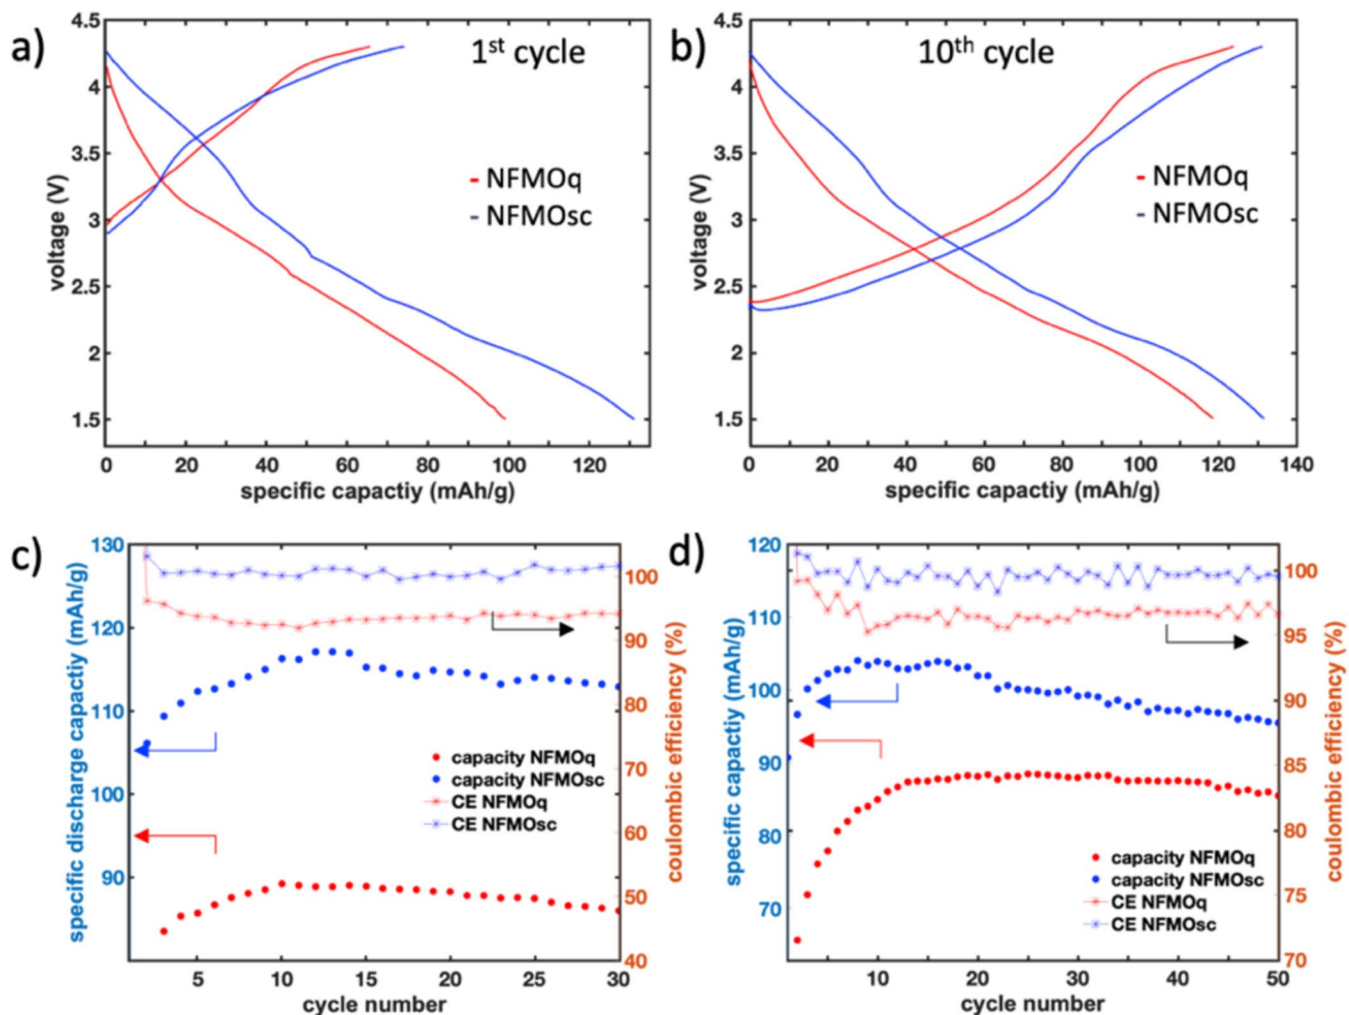 a)
1st cycle
4.5
4
3.5
3
2.5
2
1.5
voltage (V)
NFMOq
NFMOsc
0 20 40 60 80 100 120
specific capactiy (mAh/g)
b)
10th cycle
4.5
4
3.5
3
2.5
2
1.5
voltage (V)
NFMOq
NFMOsc
0 20 40 60 80 100 120 140
specific capactiy (mAh/g)
c)
130
120
110
100
90
specific discharge capactiy (mAh/g)
capacity NFMOq
capacity NFMOsc
CE NFMOq
CE NFMOsc
100
90
80
70
60
50
40
coulombic efficiency (%)
5 10 15 20 25 30
cycle number
d)
120
110
100
90
80
70
specific capactiy (mAh/g)
capacity NFMOq
capacity NFMOsc
CE NFMOq
CE NFMOsc
100
95
90
85
80
75
70
coulombic efficiency (%)
10 20 30 40 50
cycle number